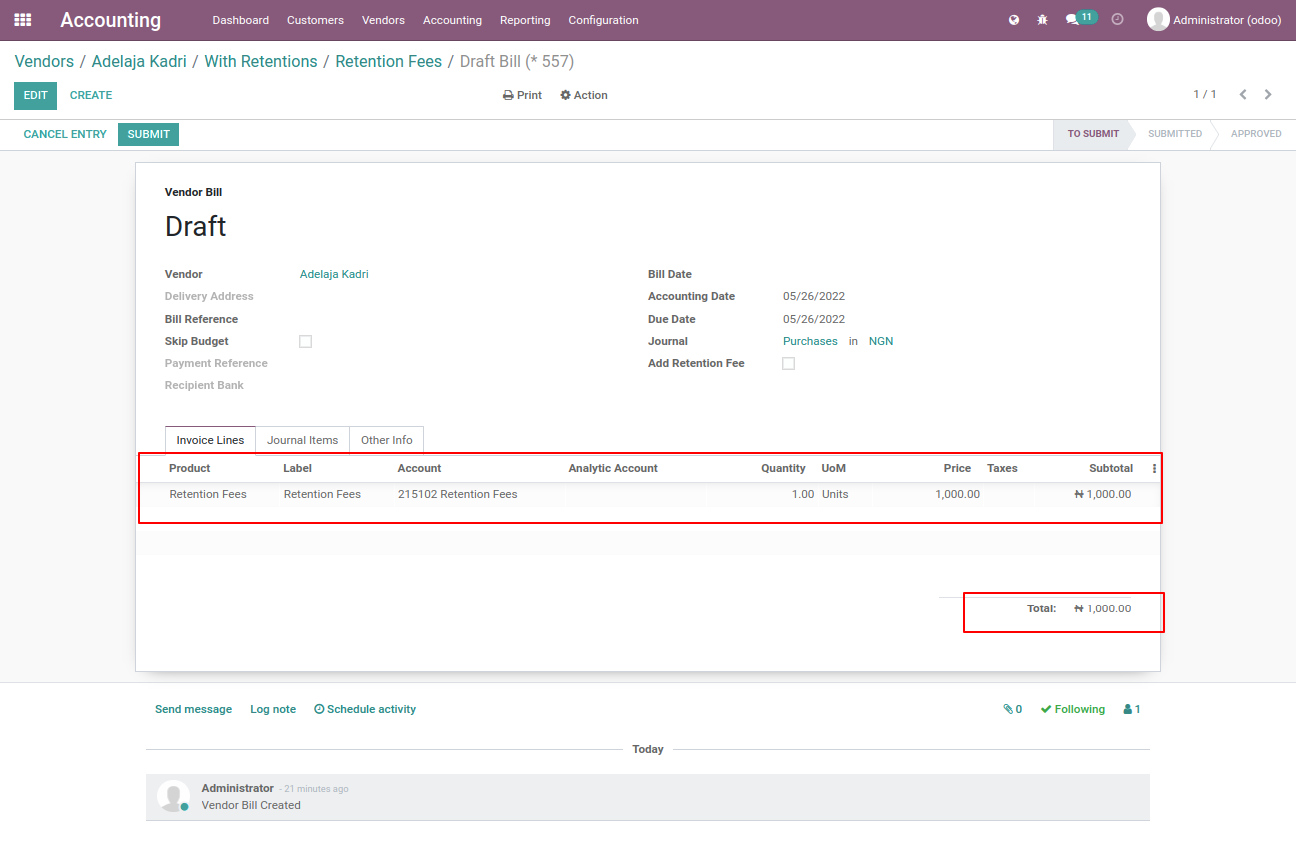 Accounting Dashboard Customers Vendors Accounting Reporting Configuration 11 Administrator (odoo)
Vendors / Adelaja Kadri / With Retentions / Retention Fees / Draft Bill (* 557)
EDIT CREATE Print Action 1 / 1
CANCEL ENTRY SUBMIT TO SUBMIT SUBMITTED APPROVED
Vendor Bill
Draft
Vendor Adelaja Kadri Bill Date
Delivery Address Accounting Date 05/26/2022
Bill Reference Due Date 05/26/2022
Skip Budget Journal Purchases in NGN
Payment Reference Add Retention Fee
Recipient Bank
Invoice Lines Journal Items Other Info
Product Label Account Analytic Account Quantity UoM Price Taxes Subtotal
Retention Fees Retention Fees 215102 Retention Fees 1.00 Units 1,000.00 ₦ 1,000.00
Total: ₦ 1,000.00
Send message Log note Schedule activity 0 Following 1
Today
Administrator - 21 minutes ago
Vendor Bill Created